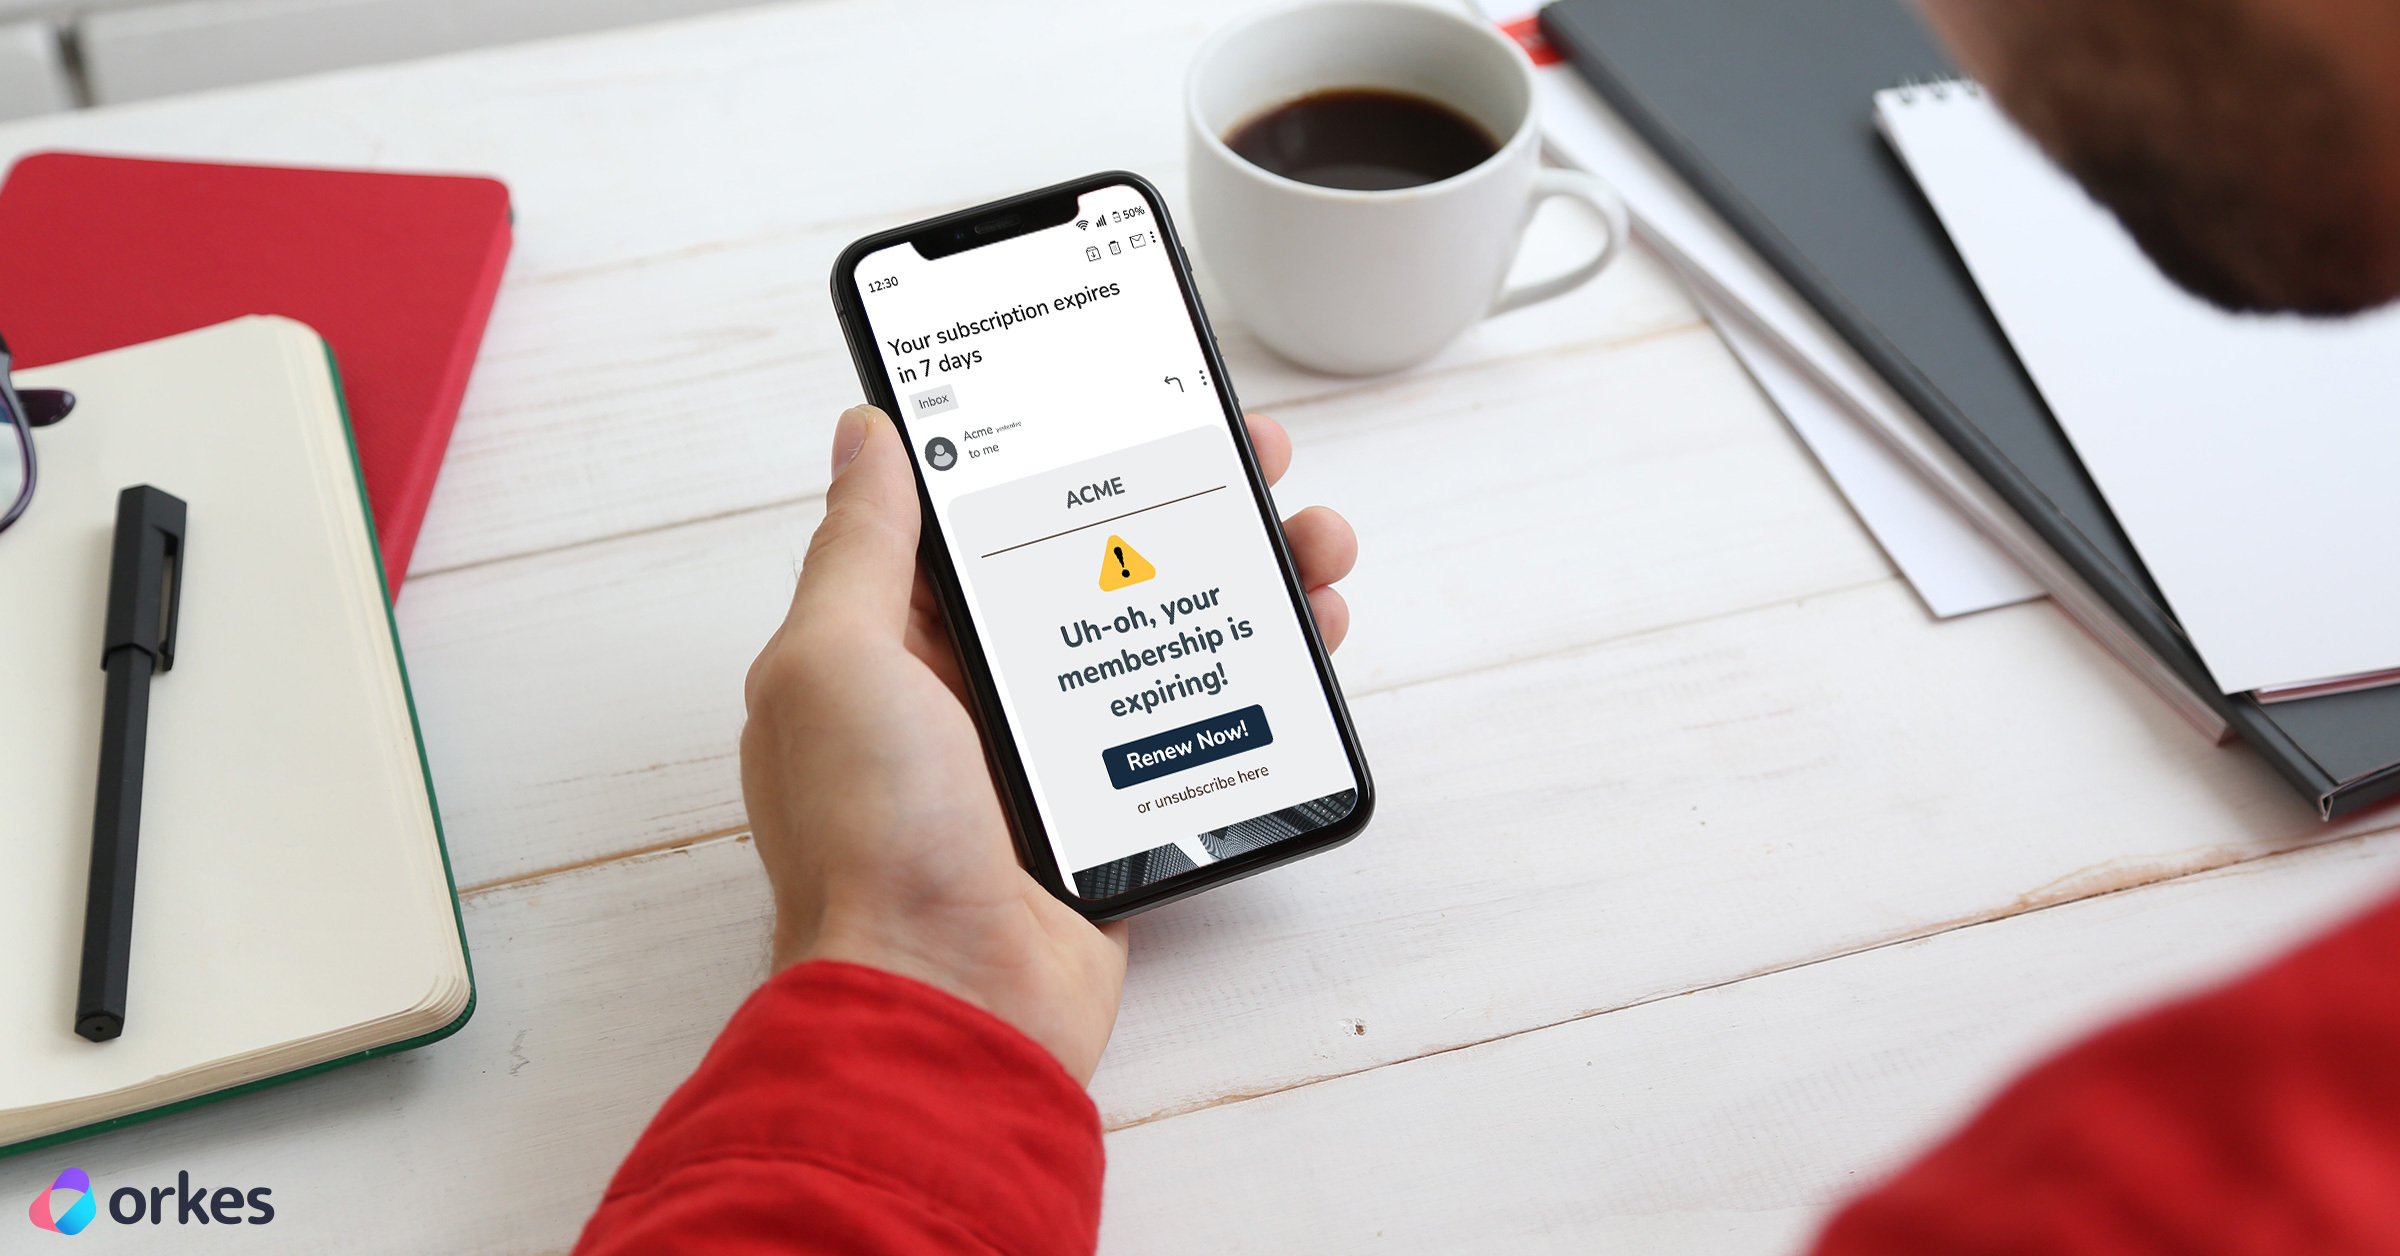 12:30
50%
Your subscription expires
in 7 days
Inbox
Acme yesterday
to me
ACME
Uh-oh, your
membership is
expiring!
Renew Now!
or unsubscribe here
orkes